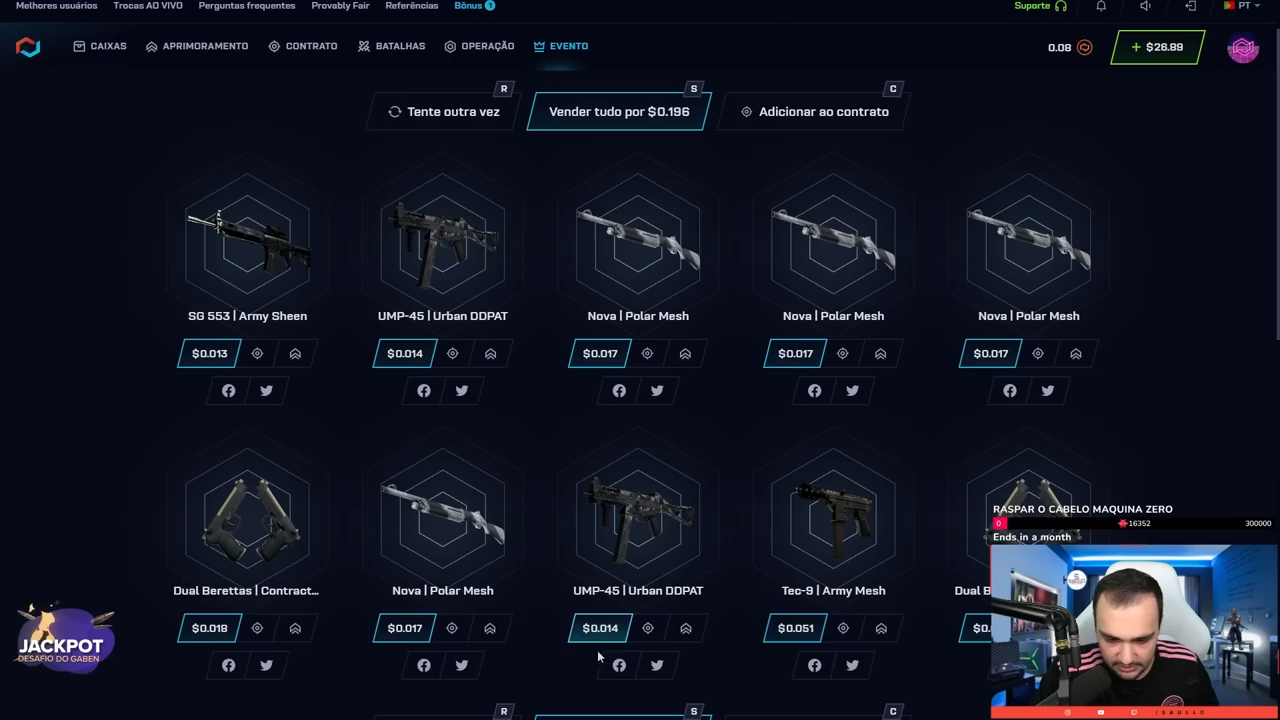 Melhores usuários Trocas AO VIVO Perguntas frequentes Provably Fair Referências Bônus 1 Suporte PT
CAIXAS APRIMORAMENTO CONTRATO BATALHAS OPERAÇÃO EVENTO 0.08 + $26.89
R S C
Tente outra vez Vender tudo por $0.196 Adicionar ao contrato
SG 553 | Army Sheen UMP-45 | Urban DDPAT Nova | Polar Mesh Nova | Polar Mesh Nova | Polar Mesh
$0.013 $0.014 $0.017 $0.017 $0.017
RASPAR O CABELO MAQUINA ZERO
0 16352 300000
Ends in a month
Dual Berettas | Contract... Nova | Polar Mesh UMP-45 | Urban DDPAT Tec-9 | Army Mesh Dual B
$0.018 $0.017 $0.014 $0.051 $0.
JACKPOT
DESAFIO DO GABEN
R S C
/SAULLO